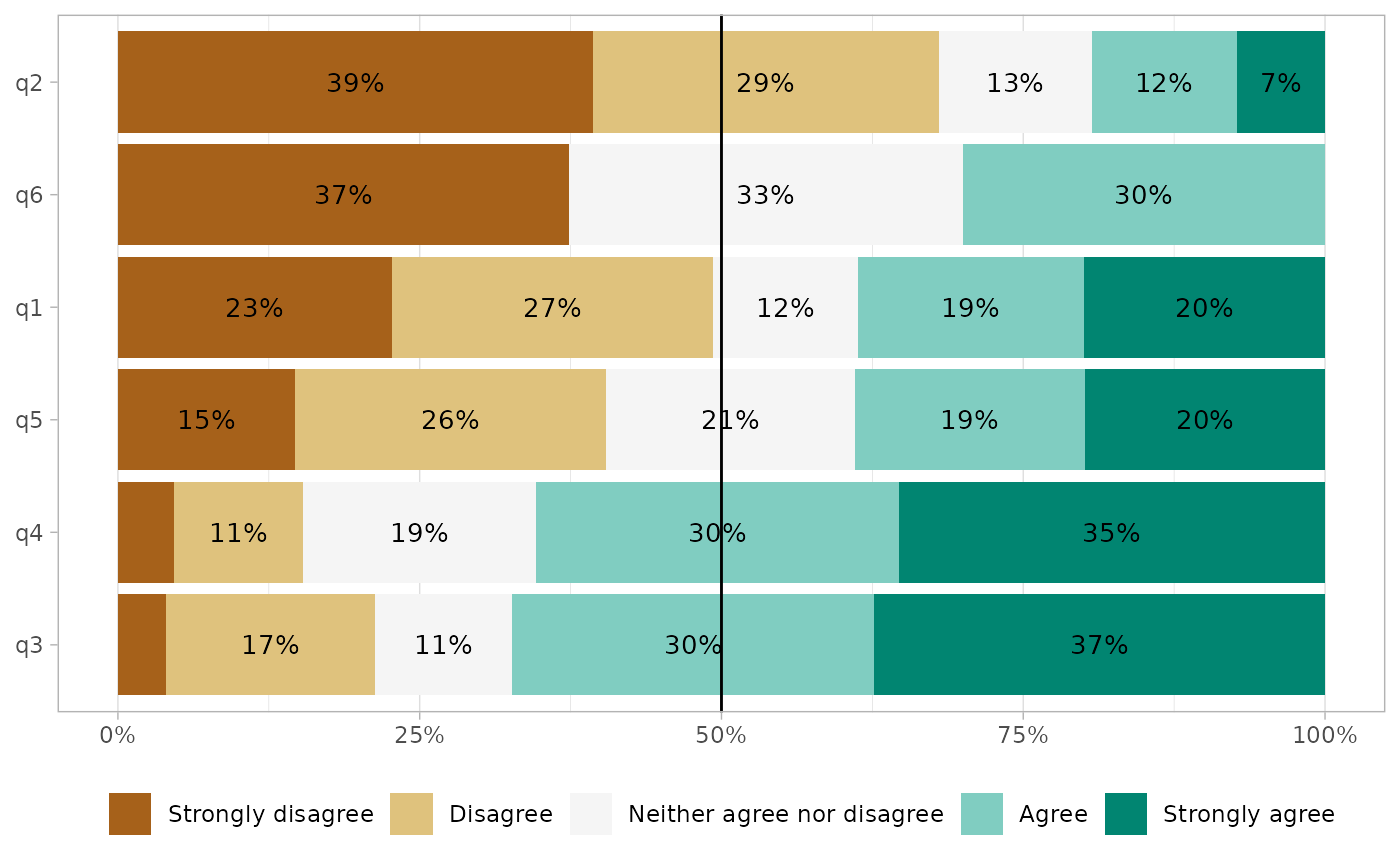 q2 39% 29% 13% 12% 7%
q6 37% 33% 30%
q1 23% 27% 12% 19% 20%
q5 15% 26% 21% 19% 20%
q4 11% 19% 30% 35%
q3 17% 11% 30% 37%
0% 25% 50% 75% 100%
Strongly disagree Disagree Neither agree nor disagree Agree Strongly agree